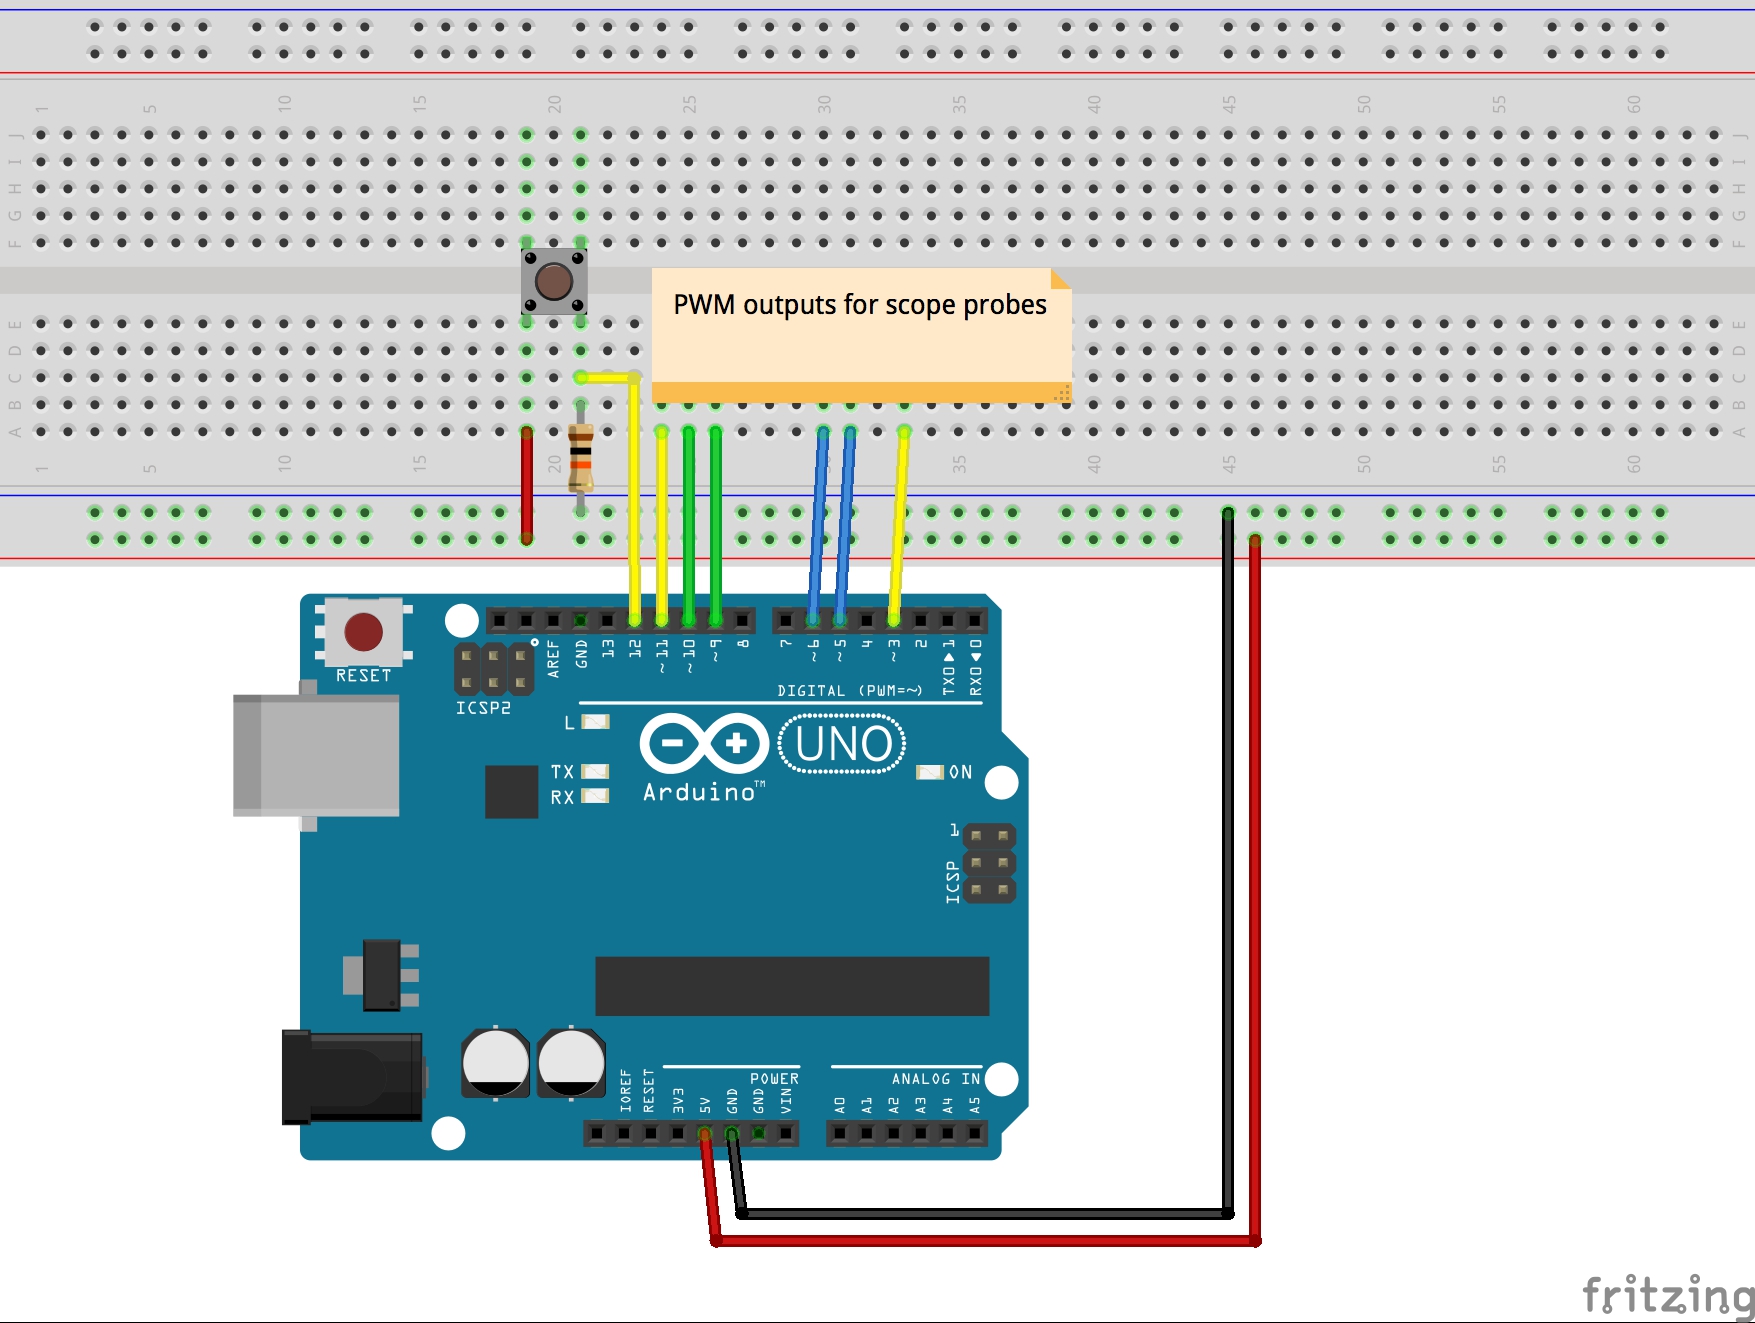 1 5 10 15 20 25 30 35 40 45 50 55 60
J J
I I
H H
G G
F F
PWM outputs for scope probes
E E
D D
C C
B B
A A
1 5 10 15 20 35 40 45 50 55 60
RESET
ICSP2
AREF
GND
13
12
~11
~10
~9
8
7
~6
~5
4
~3
2
TX0▶1
RX0◀0
DIGITAL (PWM=~)
L
TX
RX
Arduino™
UNO
ON
1
ICSP
IOREF
RESET
3V3
5V
GND
GND
VIN
POWER
ANALOG IN
A0
A1
A2
A3
A4
A5
fritzing